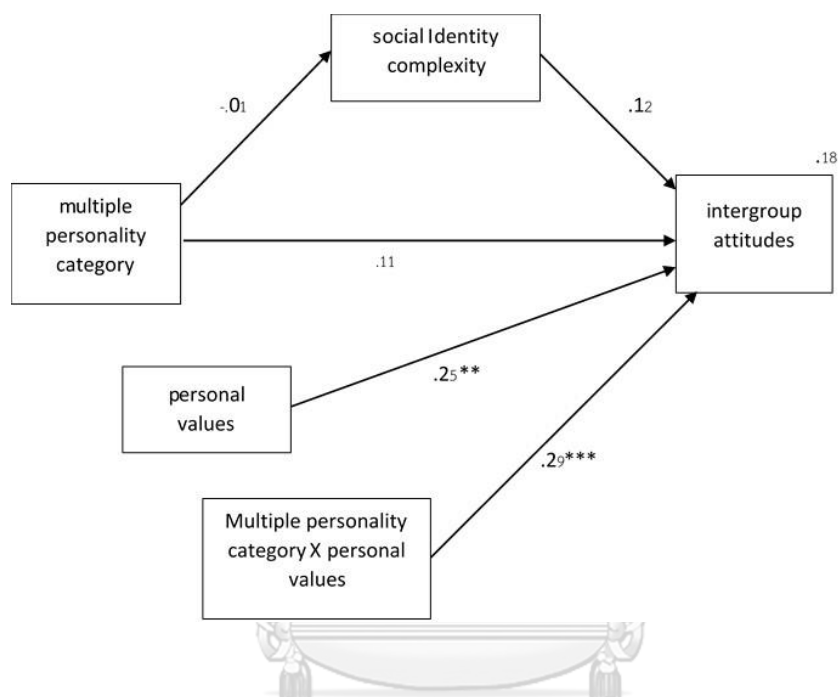 social Identity
complexity
-.01
.12
.18
multiple
personality
category
intergroup
attitudes
.11
.25**
personal
values
.29***
Multiple personality
category X personal
values